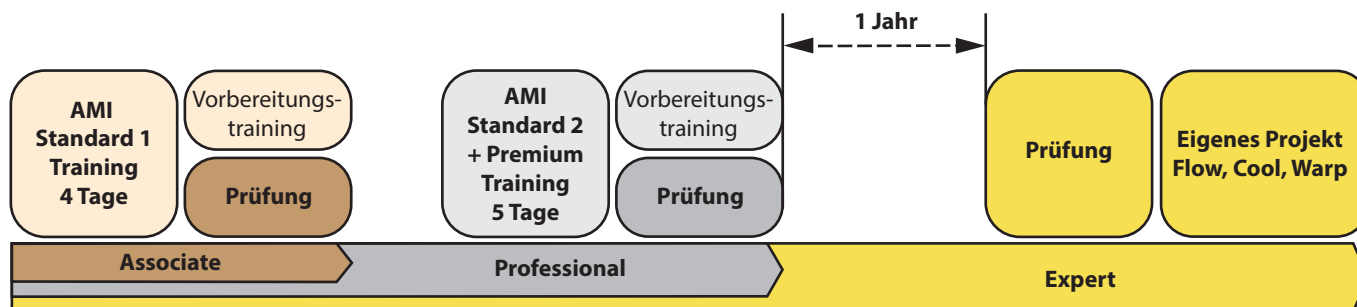 1 Jahr
AMI
Standard 1
Training
4 Tage
Vorbereitungs-
training
Prüfung
AMI
Standard 2
+ Premium
Training
5 Tage
Vorbereitungs-
training
Prüfung
Prüfung
Eigenes Projekt
Flow, Cool, Warp
Associate
Professional
Expert